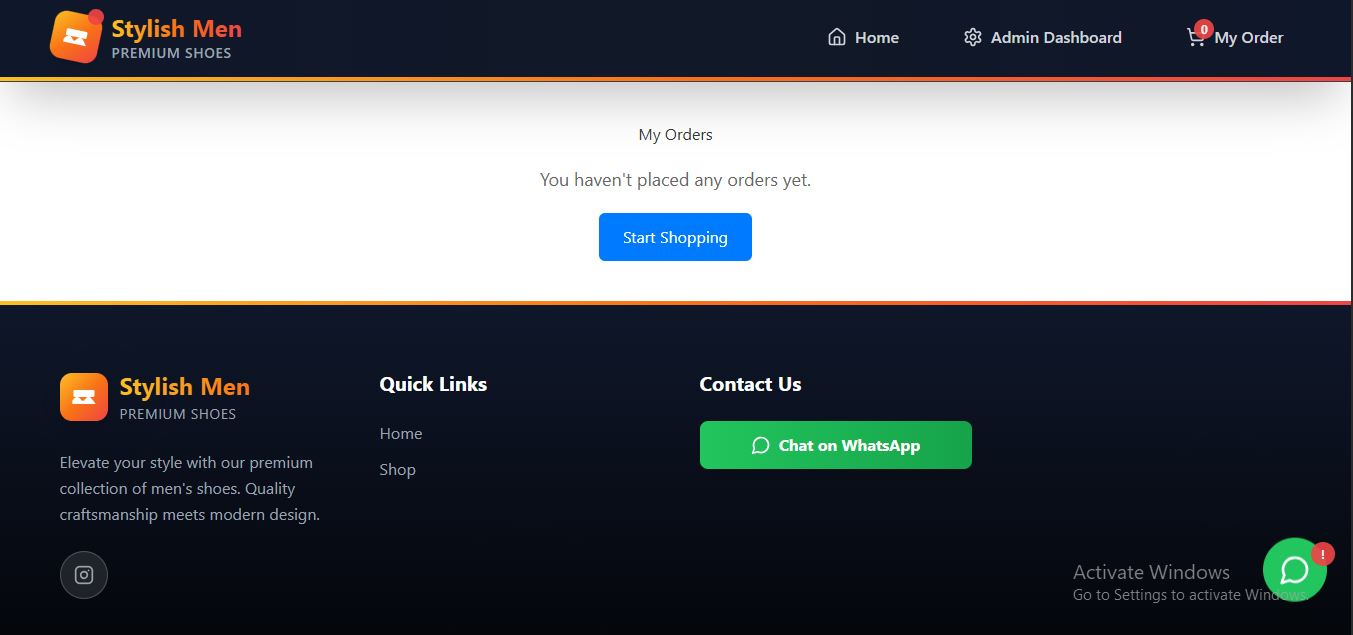 Stylish Men
PREMIUM SHOES
Home
Admin Dashboard
0
My Order
My Orders
You haven't placed any orders yet.
Start Shopping
Stylish Men
PREMIUM SHOES
Elevate your style with our premium
collection of men's shoes. Quality
craftsmanship meets modern design.
Quick Links
Home
Shop
Contact Us
Chat on WhatsApp
!
Activate Windows
Go to Settings to activate Windows.